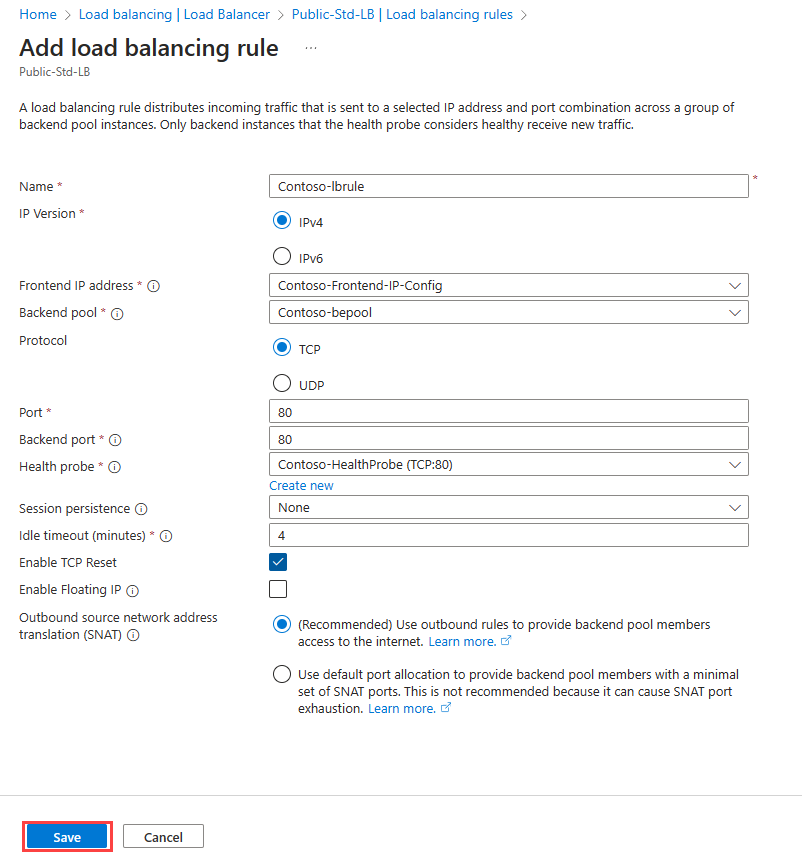 Home > Load balancing | Load Balancer > Public-Std-LB | Load balancing rules >
Add load balancing rule ...
Public-Std-LB
A load balancing rule distributes incoming traffic that is sent to a selected IP address and port combination across a group of
backend pool instances. Only backend instances that the health probe considers healthy receive new traffic.
Name * Contoso-lbrule *
IP Version * IPv4
IPv6
Frontend IP address * Contoso-Frontend-IP-Config
Backend pool * Contoso-bepool
Protocol TCP
UDP
Port * 80
Backend port * 80
Health probe * Contoso-HealthProbe (TCP:80)
Create new
Session persistence None
Idle timeout (minutes) * 4
Enable TCP Reset
Enable Floating IP
Outbound source network address
translation (SNAT)
(Recommended) Use outbound rules to provide backend pool members
access to the internet. Learn more.
Use default port allocation to provide backend pool members with a minimal
set of SNAT ports. This is not recommended because it can cause SNAT port
exhaustion. Learn more.
Save Cancel